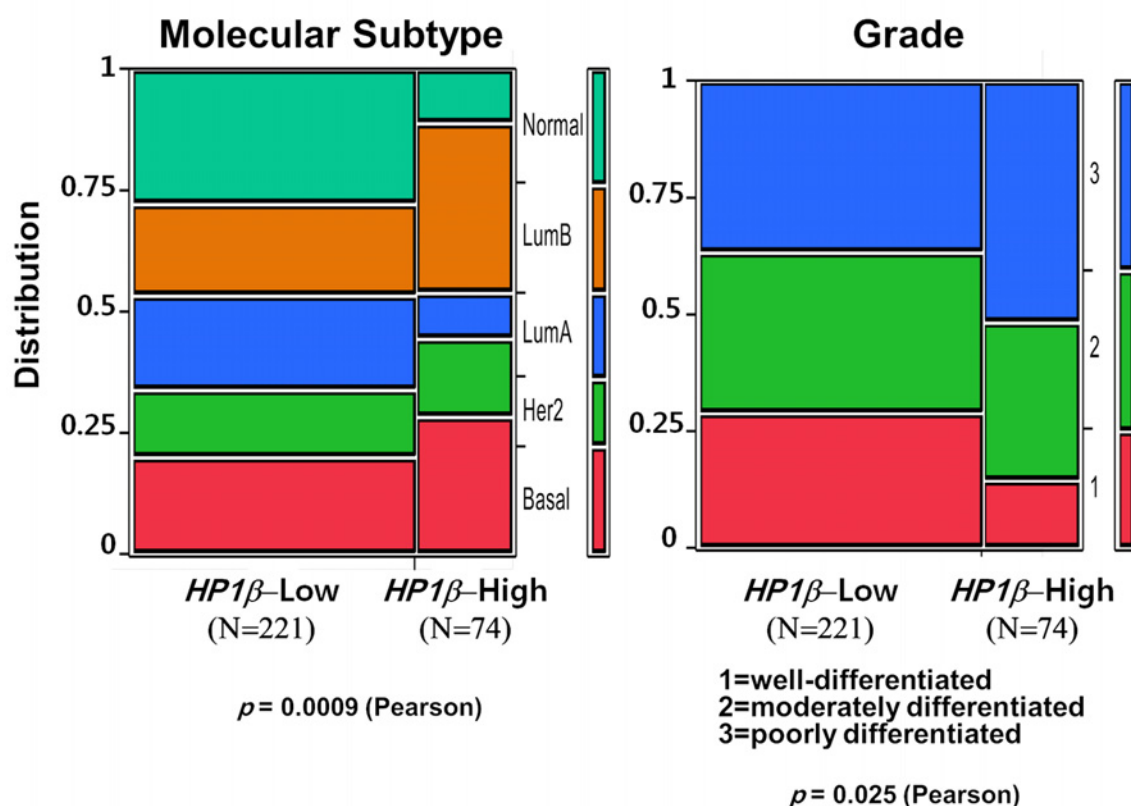 Molecular Subtype
Distribution
1
0.75
0.5
0.25
0
Normal
LumB
LumA
Her2
Basal
HP1β–Low
(N=221)
HP1β–High
(N=74)
p = 0.0009 (Pearson)
Grade
1
0.75
0.5
0.25
0
3
2
1
HP1β–Low
(N=221)
HP1β–High
(N=74)
1=well-differentiated
2=moderately differentiated
3=poorly differentiated
p = 0.025 (Pearson)